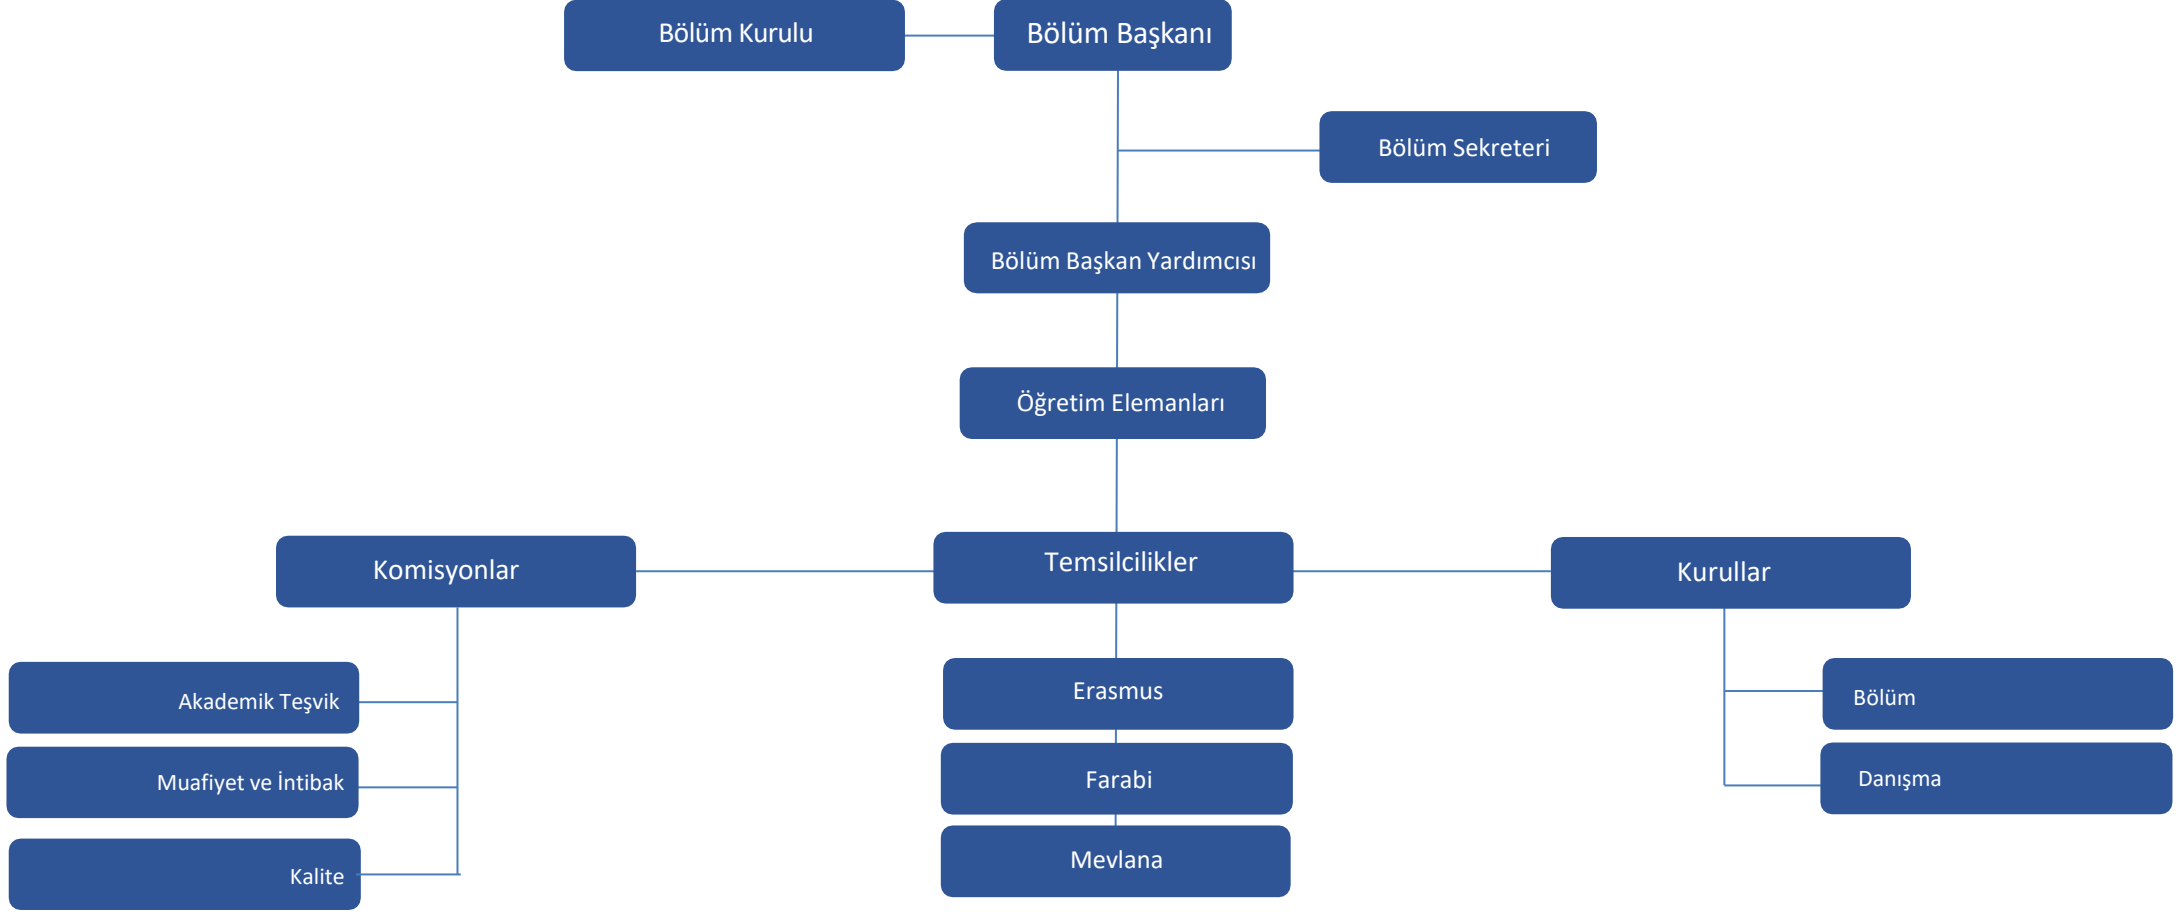 Bölüm Kurulu
Bölüm Başkanı
Bölüm Sekreteri
Bölüm Başkan Yardımcısı
Öğretim Elemanları
Komisyonlar
Temsilcilikler
Kurullar
Akademik Teşvik
Muafiyet ve İntibak
Kalite
Erasmus
Farabi
Mevlana
Bölüm
Danışma